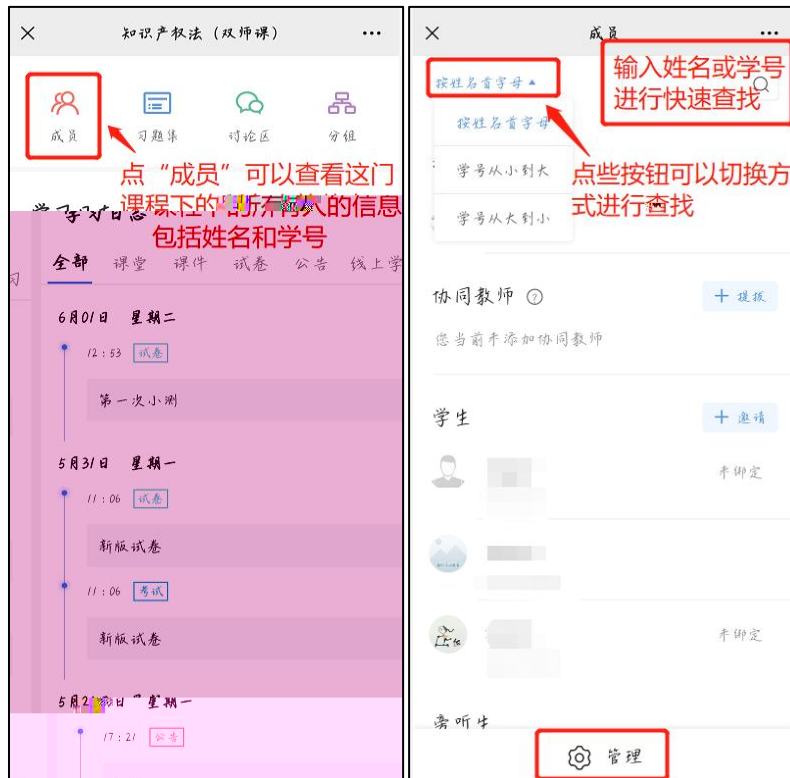 知识产权法（双师课）
成员
习题集
讨论区
分组
点“成员”可以查看这门
课程下的
的信息
包括姓名和学号
学习日志
全部
课堂
课件
试卷
公告
线上学
6月01日 星期二
12:53 试卷
第一次小测
5月31日 星期一
11:06 试卷
新版试卷
11:06 考试
新版试卷
星期一
17:21 公告
成员
按姓名首字母
输入姓名或学号
进行快速查找
按姓名首字母
学号从小到大
学号从大到小
点些按钮可以切换方
式进行查找
协同教师
+ 提拔
您当前未添加协同教师
学生
+ 邀请
未绑定
未绑定
旁听生
管理